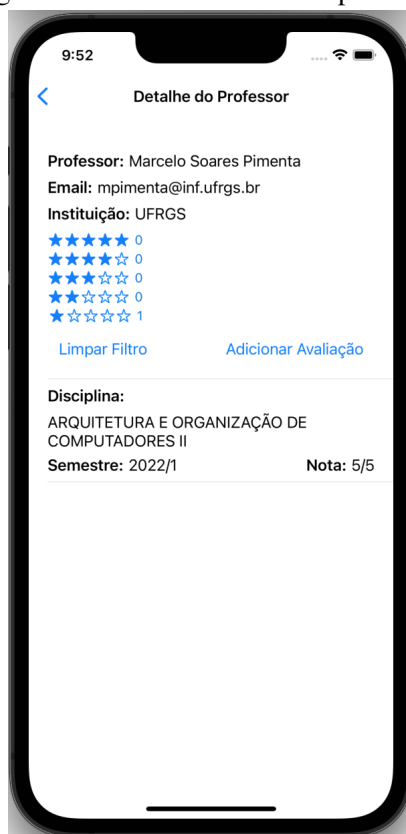 9:52
Detalhe do Professor
Professor: Marcelo Soares Pimenta
Email: mpimenta@inf.ufrgs.br
Instituição: UFRGS
★★★★★ 0
★★★★☆ 0
★★★☆☆ 0
★★☆☆☆ 0
★☆☆☆☆ 1
Limpar Filtro Adicionar Avaliação
Disciplina:
ARQUITETURA E ORGANIZAÇÃO DE
COMPUTADORES II
Semestre: 2022/1 Nota: 5/5